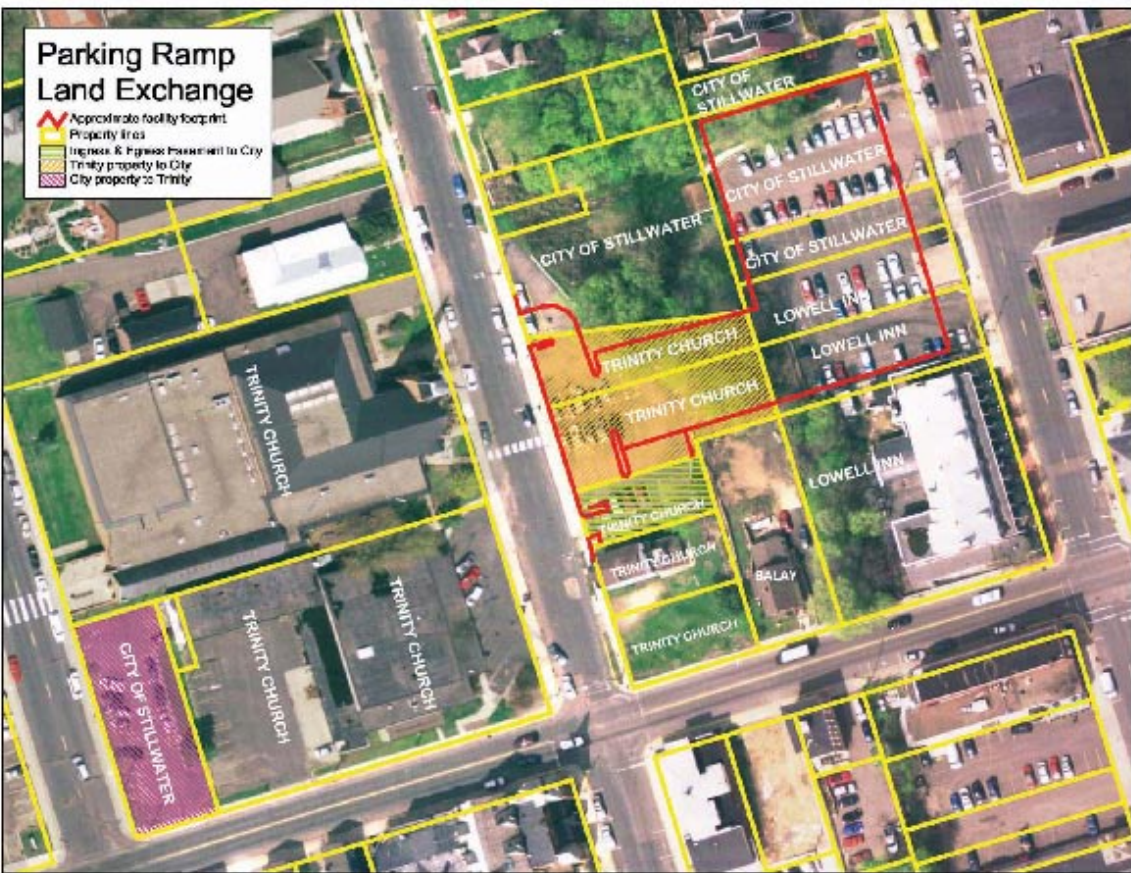 Parking Ramp
Land Exchange
Approximate facility footprint
Property lines
Ingress & Egress Easement to City
Trinity property to City
City property to Trinity
CITY OF
STILLWATER
CITY OF STILLWATER
CITY OF STILLWATER
CITY OF STILLWATER
LOWELL INN
LOWELL INN
TRINITY CHURCH
TRINITY CHURCH
TRINITY CHURCH
LOWELL INN
TRINITY CHURCH
TRINITY CHURCH
BALAY
TRINITY CHURCH
TRINITY CHURCH
TRINITY CHURCH
CITY OF STILLWATER